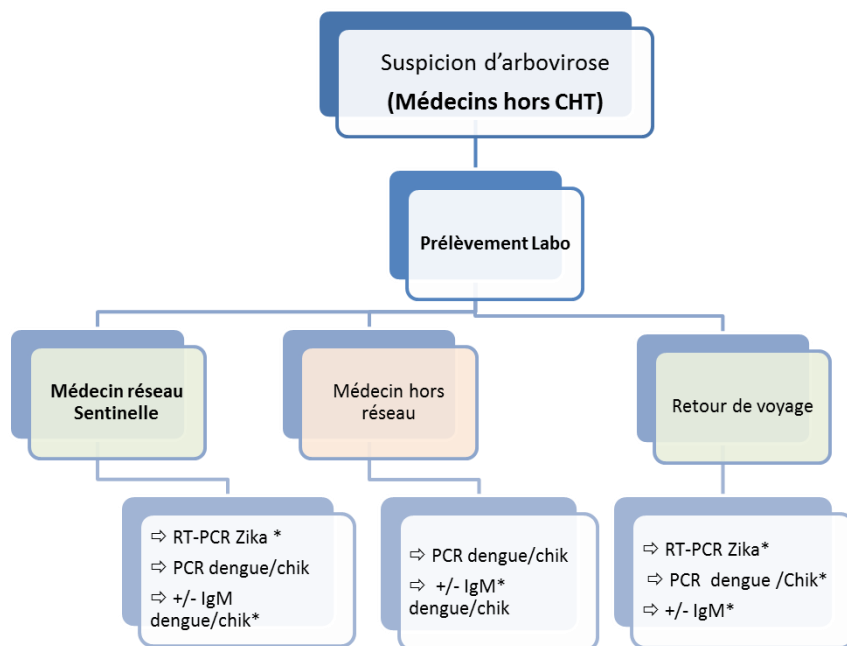 Suspicion d'arbovirose
(Médecins hors CHT)
Prélèvement Labo
Médecin réseau
Sentinelle
Médecin hors
réseau
Retour de voyage
⇨ RT-PCR Zika *
⇨ PCR dengue/chik
⇨ +/- IgM
dengue/chik*
⇨ PCR dengue/chik
⇨ +/- IgM*
dengue/chik
⇨ RT-PCR Zika*
⇨ PCR dengue /Chik*
⇨ +/- IgM*